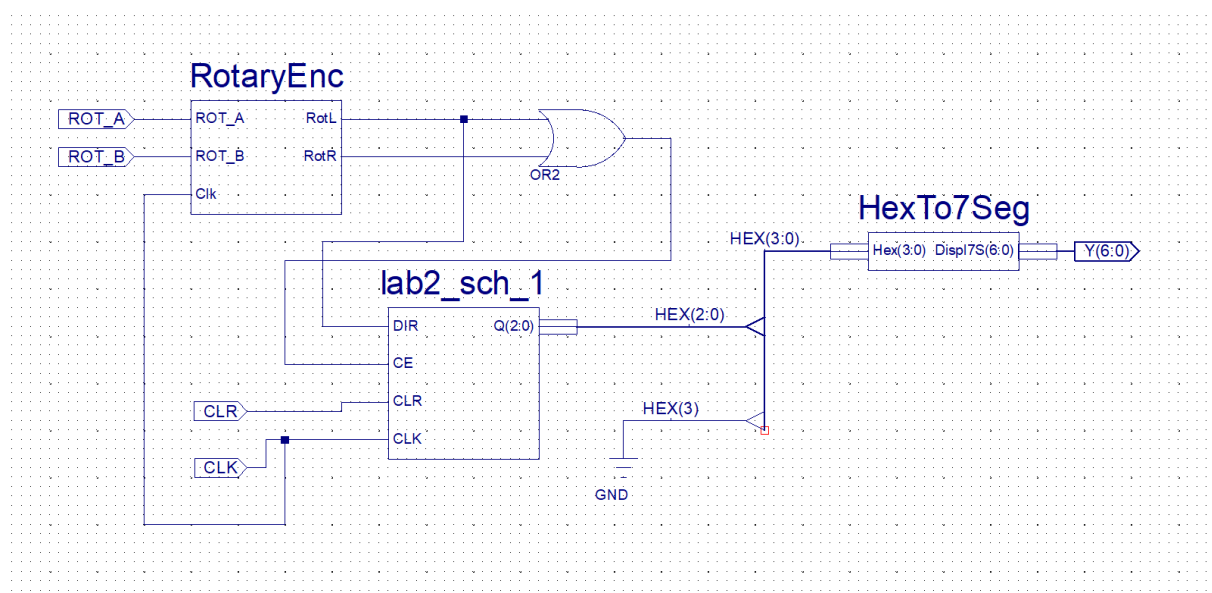 RotaryEnc
ROT_A
ROT_A
RotL
ROT_B
ROT_B
RotR
OR2
Clk
HexTo7Seg
HEX(3:0)
Hex(3:0)
Displ7S(6:0)
Y(6:0)
lab2_sch_1
HEX(2:0)
DIR
Q(2:0)
CE
CLR
CLR
HEX(3)
CLK
CLK
GND